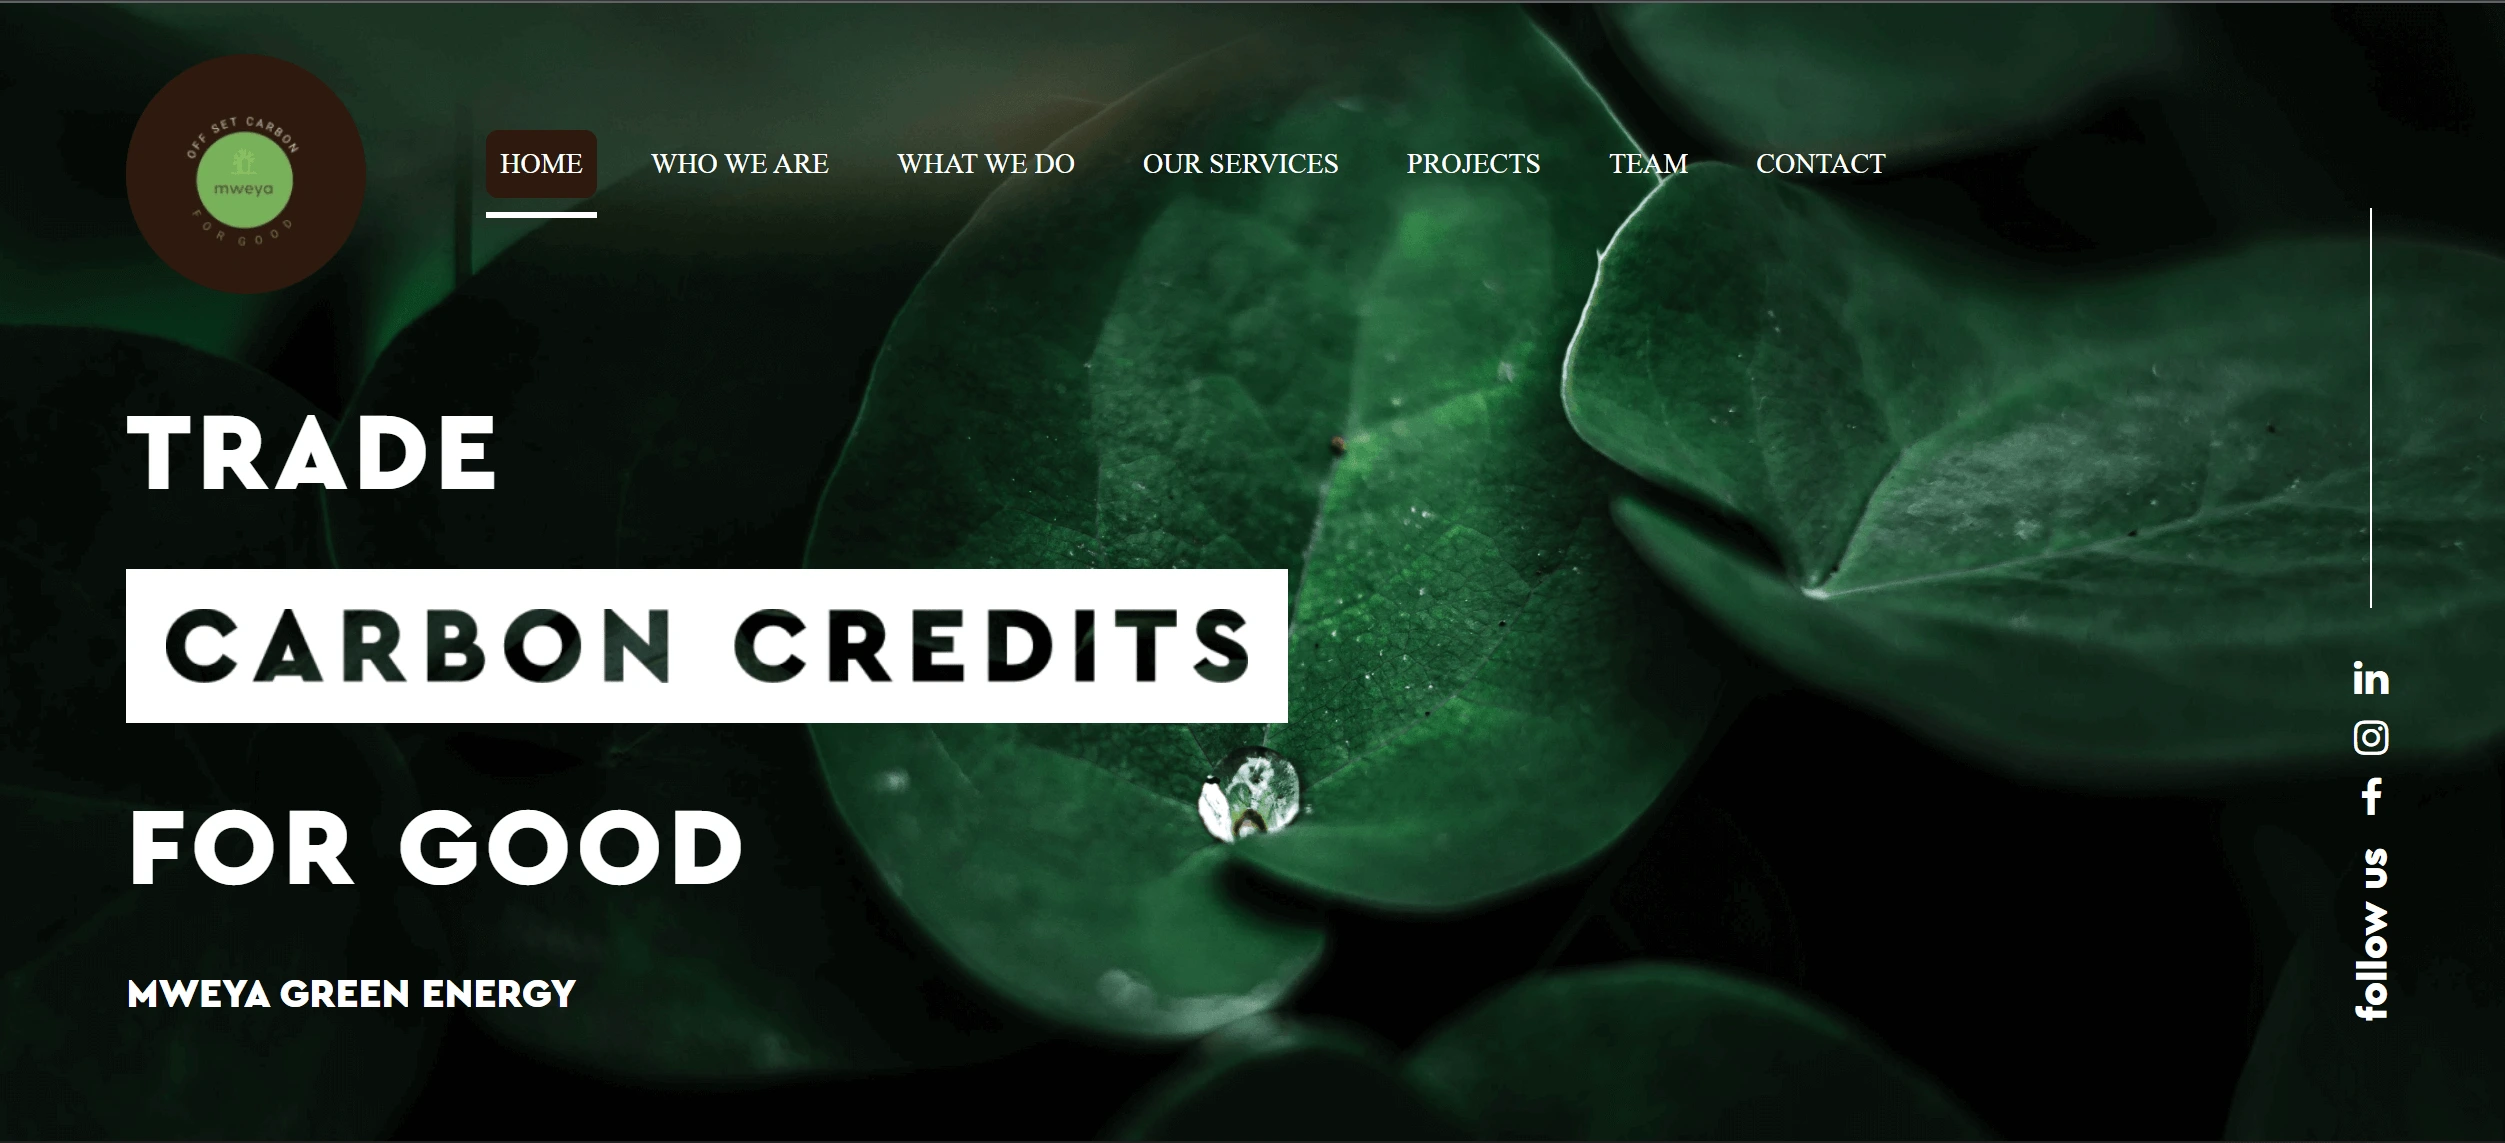 OFF SET CARBON
mweya
FOR GOOD
HOME WHO WE ARE WHAT WE DO OUR SERVICES PROJECTS TEAM CONTACT
TRADE
CARBON CREDITS
FOR GOOD
MWEYA GREEN ENERGY
in
f
follow us